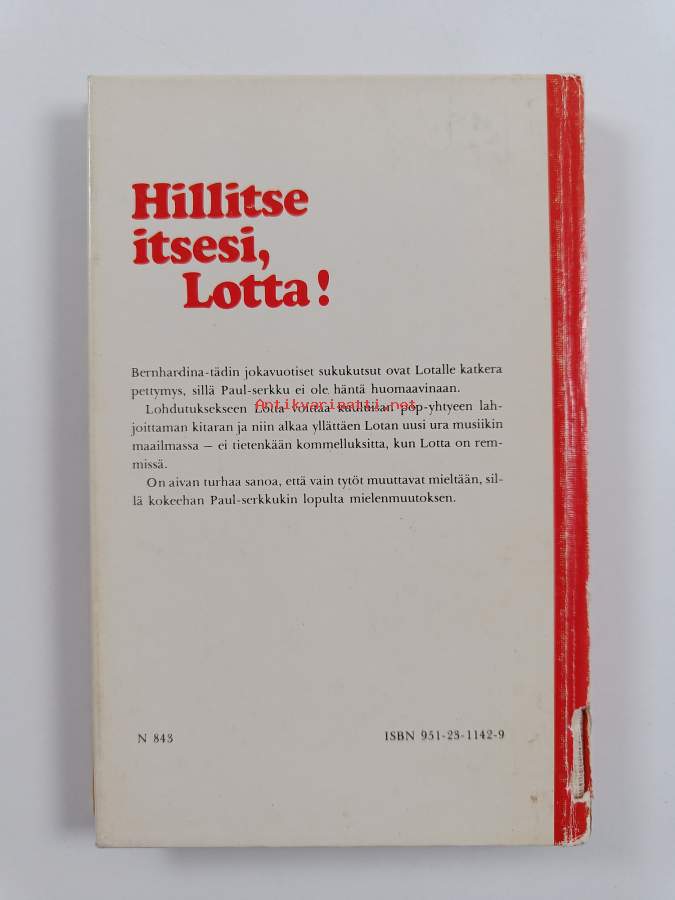 Hillitse
itsesi,
Lotta!
Bernhardina-tädin jokavuotiset sukukutsut ovat Lotalle katkera
pettymys, sillä Paul-serkku ei ole häntä huomaavinaan.
Lohdutuksekseen Lotta voittaa kuuluisan pop-yhtyeen lah-
Antikvariaatti.net
joittaman kitaran ja niin alkaa yllättäen Lotan uusi ura musiikin
maailmassa – ei tietenkään kommelluksitta, kun Lotta on rem-
missä.
On aivan turhaa sanoa, että vain tytöt muuttavat mieltään, sil-
lä kokeehan Paul-serkkukin lopulta mielenmuutoksen.
N 843
ISBN 951-23-1142-9